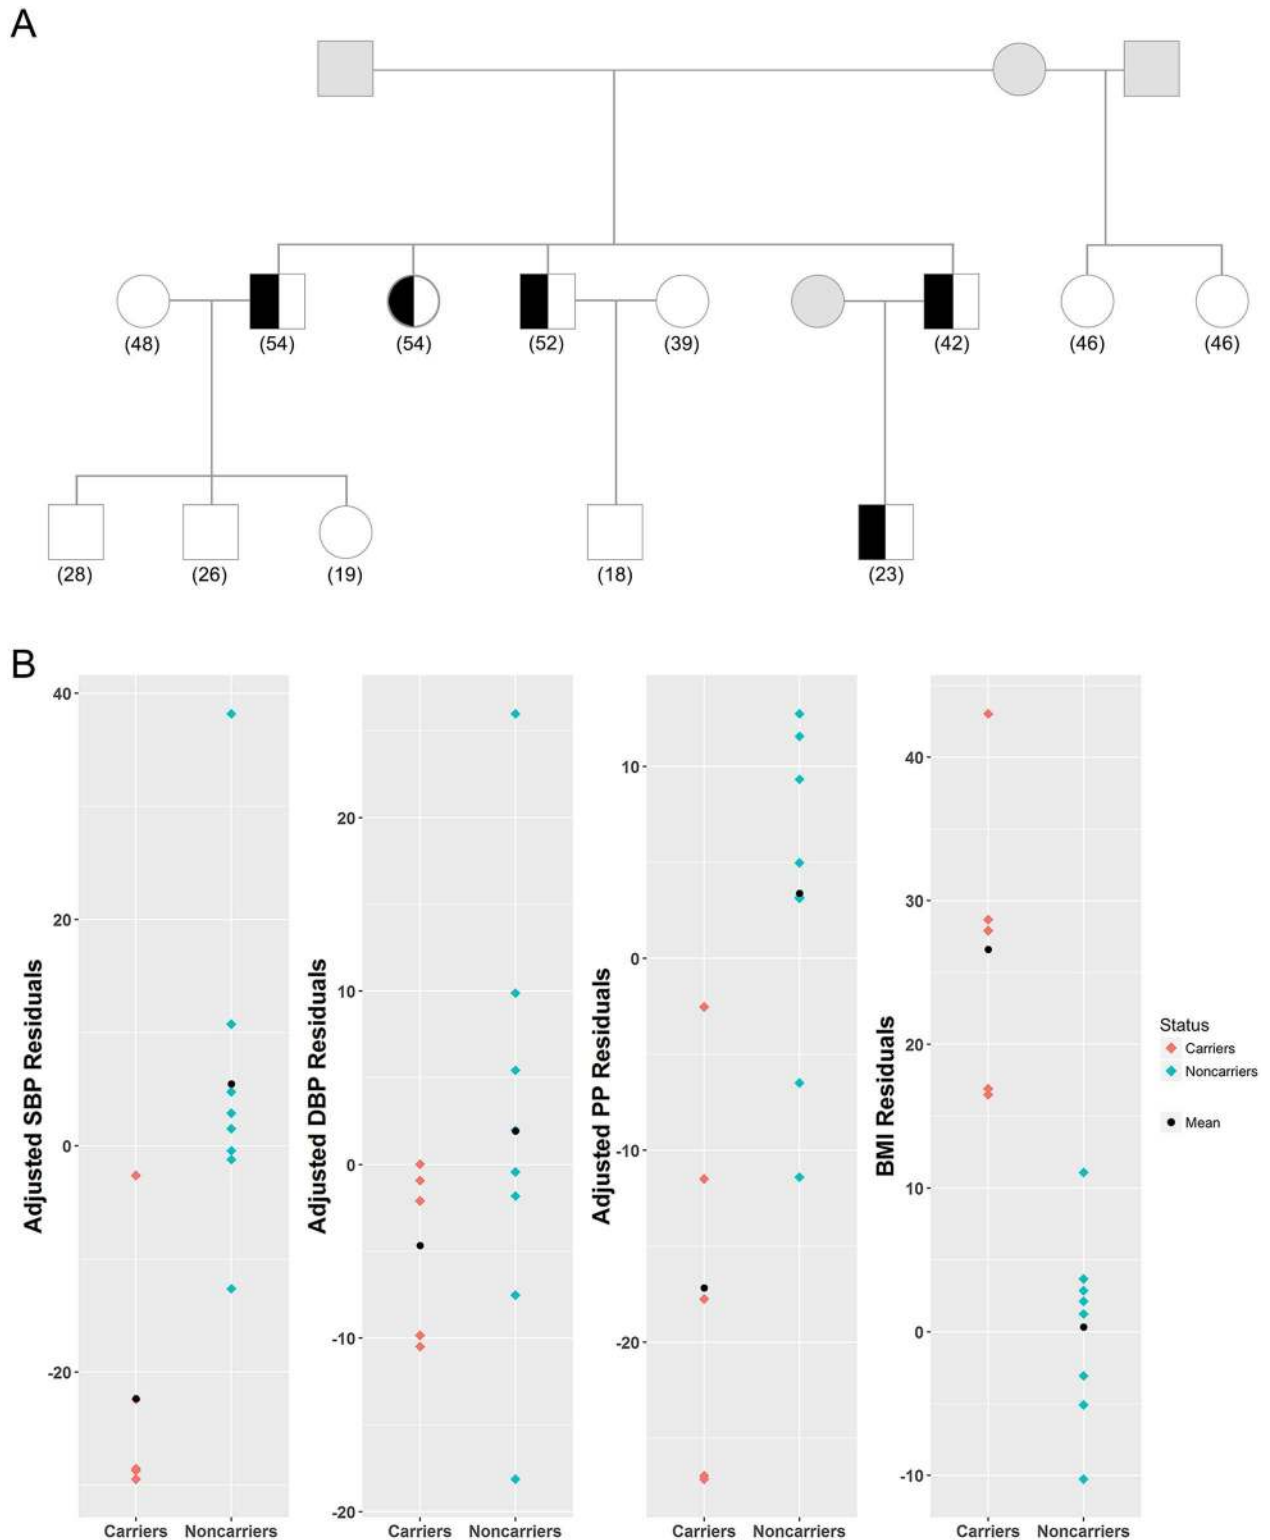 A
(48) (54) (54) (52) (39) (42) (46) (46)
(28) (26) (19) (18) (23)
B
Adjusted SBP Residuals
40
20
0
-20
Carriers Noncarriers
Adjusted DBP Residuals
20
10
0
-10
-20
Carriers Noncarriers
Adjusted PP Residuals
10
0
-10
-20
Carriers Noncarriers
BMI Residuals
40
30
20
10
0
-10
Carriers Noncarriers
Status
Carriers
Noncarriers
Mean